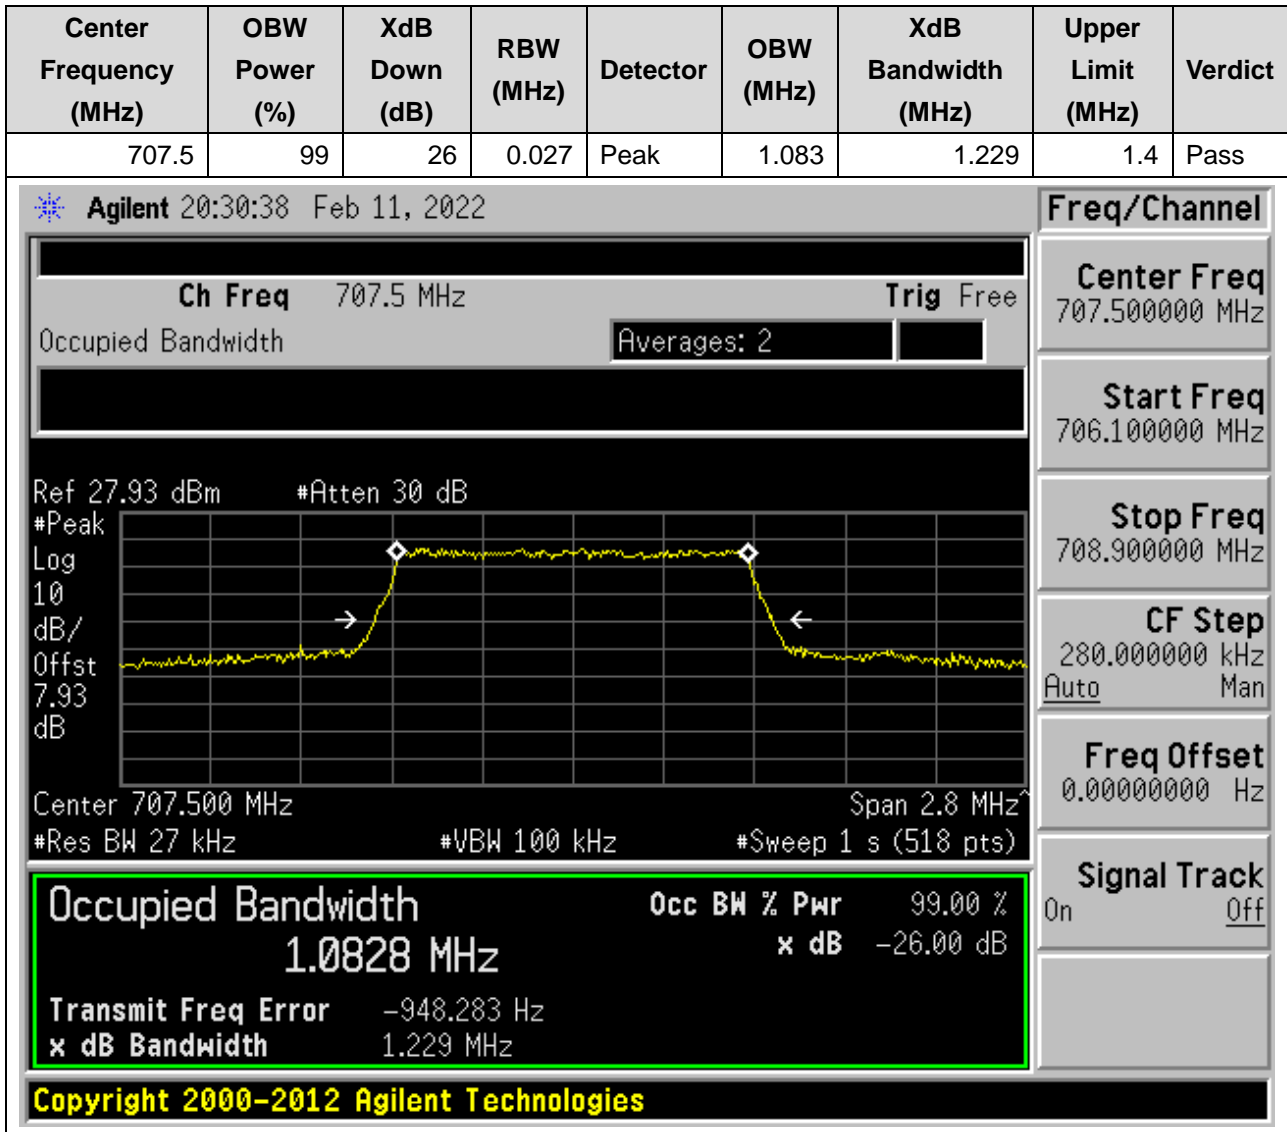 Center Frequency (MHz) OBW Power (%) XdB Down (dB) RBW (MHz) Detector OBW (MHz) XdB Bandwidth (MHz) Upper Limit (MHz) Verdict
707.5 99 26 0.027 Peak 1.083 1.229 1.4 Pass
Agilent 20:30:38 Feb 11, 2022
Freq/Channel
Ch Freq 707.5 MHz Trig Free
Occupied Bandwidth Averages: 2
Center Freq
707.500000 MHz
Start Freq
706.100000 MHz
Stop Freq
708.900000 MHz
CF Step
280.000000 kHz
Auto Man
Freq Offset
0.00000000 Hz
Signal Track
On Off
Ref 27.93 dBm #Atten 30 dB
#Peak
Log
10
dB/
Offst
7.93
dB
Center 707.500 MHz Span 2.8 MHz^
#Res BW 27 kHz #VBW 100 kHz #Sweep 1 s (518 pts)
Occupied Bandwidth Occ BW % Pwr 99.00 %
1.0828 MHz x dB -26.00 dB
Transmit Freq Error -948.283 Hz
x dB Bandwidth 1.229 MHz
Copyright 2000-2012 Agilent Technologies